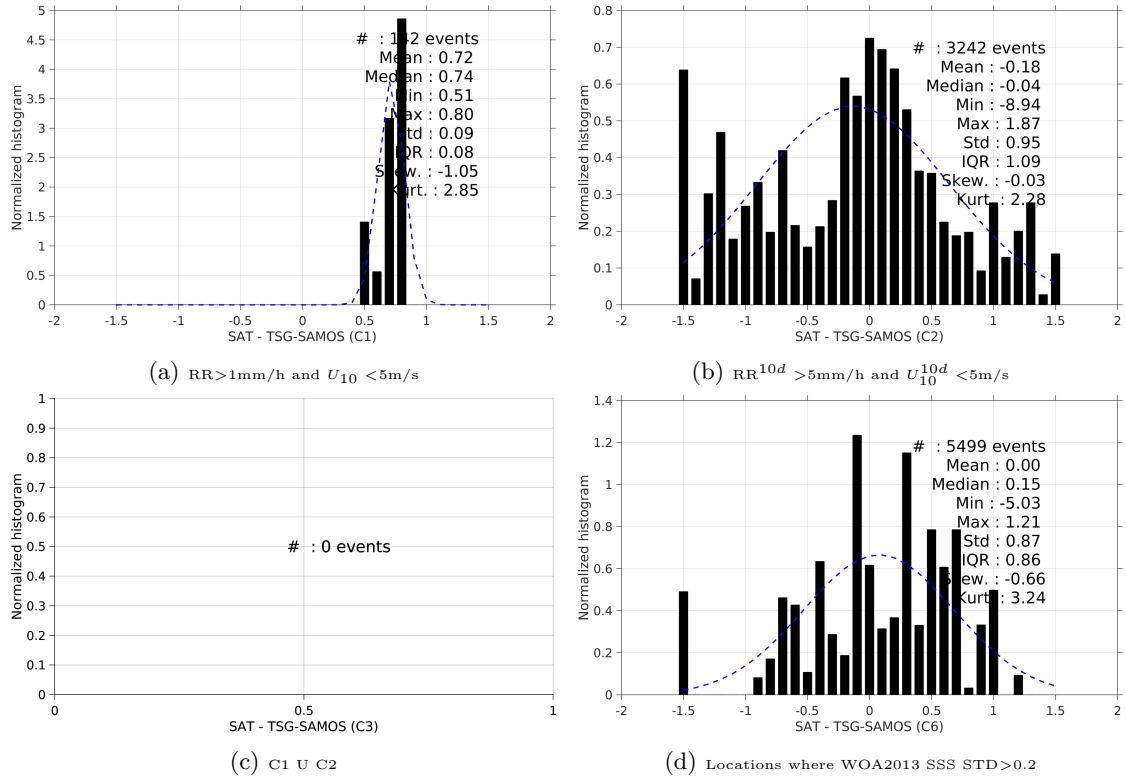 5
4.5
4
3.5
3
2.5
2
1.5
1
0.5
0
-2 -1.5 -1 -0.5 0 0.5 1 1.5 2
Normalized histogram
SAT - TSG-SAMOS (C1)
# : 142 events
Mean : 0.72
Median : 0.74
Min : 0.51
Max : 0.80
Std : 0.09
IQR : 0.08
Skew. : -1.05
Kurt. : 2.85
(a) RR>1mm/h and U10 <5m/s
0.8
0.7
0.6
0.5
0.4
0.3
0.2
0.1
0
-2 -1.5 -1 -0.5 0 0.5 1 1.5 2
Normalized histogram
SAT - TSG-SAMOS (C2)
# : 3242 events
Mean : -0.18
Median : -0.04
Min : -8.94
Max : 1.87
Std : 0.95
IQR : 1.09
Skew. : -0.03
Kurt. : 2.28
(b) RR^10d >5mm/h and U10^10d <5m/s
1
0.9
0.8
0.7
0.6
0.5
0.4
0.3
0.2
0.1
0
0 0.5 1
Normalized histogram
SAT - TSG-SAMOS (C3)
# : 0 events
(c) C1 U C2
1.4
1.2
1
0.8
0.6
0.4
0.2
0
-2 -1.5 -1 -0.5 0 0.5 1 1.5 2
Normalized histogram
SAT - TSG-SAMOS (C6)
# : 5499 events
Mean : 0.00
Median : 0.15
Min : -5.03
Max : 1.21
Std : 0.87
IQR : 0.86
Skew. : -0.66
Kurt. : 3.24
(d) Locations where WOA2013 SSS STD>0.2